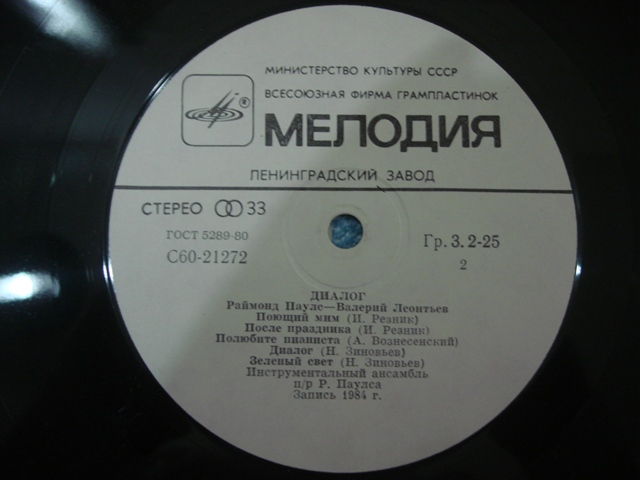 МИНИСТЕРСТВО КУЛЬТУРЫ СССР
ВСЕСОЮЗНАЯ ФИРМА ГРАМПЛАСТИНОК
®
МЕЛОДИЯ
ЛЕНИНГРАДСКИЙ ЗАВОД
СТЕРЕО 33
ГОСТ 5289-80
С60-21272
Гр. 3. 2-25
2
ДИАЛОГ
Раймонд Паулс—Валерий Леонтьев
Поющий мим (И. Резник)
После праздника (И. Резник)
Полюбите пианиста (А. Вознесенский)
Диалог (Н. Зиновьев)
Зеленый свет (Н. Зиновьев)
Инструментальный ансамбль
п/р Р. Паулса
Запись 1984 г.